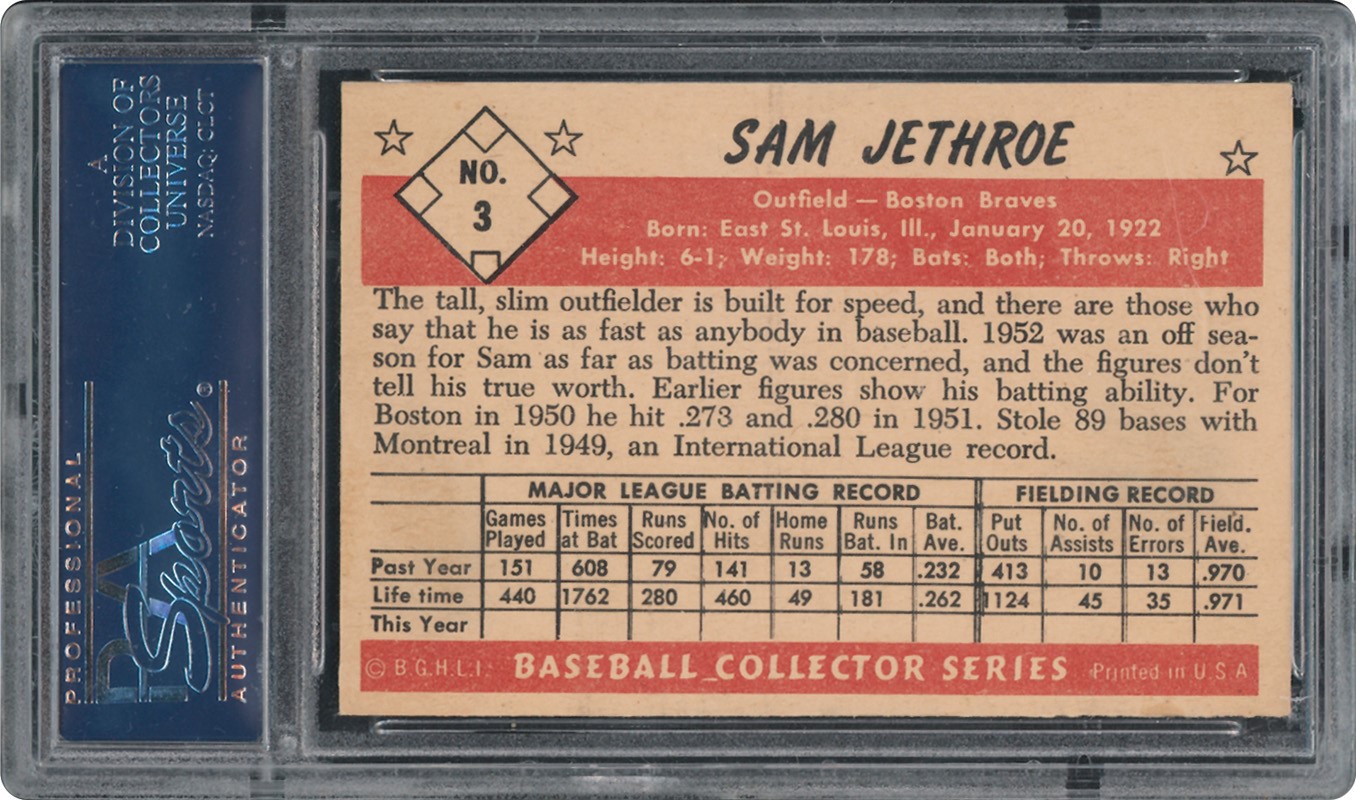 A
DIVISION OF
COLLECTORS
UNIVERSE
NASDAQ: CLCT
PROFESSIONAL
PSA
Sports®
AUTHENTICATOR
NO.
3
SAM JETHROE
Outfield — Boston Braves
Born: East St. Louis, Ill., January 20, 1922
Height: 6-1; Weight: 178; Bats: Both; Throws: Right
The tall, slim outfielder is built for speed, and there are those who
say that he is as fast as anybody in baseball. 1952 was an off sea-
son for Sam as far as batting was concerned, and the figures don't
tell his true worth. Earlier figures show his batting ability. For
Boston in 1950 he hit .273 and .280 in 1951. Stole 89 bases with
Montreal in 1949, an International League record.
MAJOR LEAGUE BATTING RECORD FIELDING RECORD
Games Times Runs No. of Home Runs Bat. Put No. of No. of Field.
Played at Bat Scored Hits Runs Bat. In Ave. Outs Assists Errors Ave.
Past Year 151 608 79 141 13 58 .232 413 10 13 .970
Life time 440 1762 280 460 49 181 .262 1124 45 35 .971
This Year
© B.G.H.L.I. BASEBALL COLLECTOR SERIES Printed in U.S.A